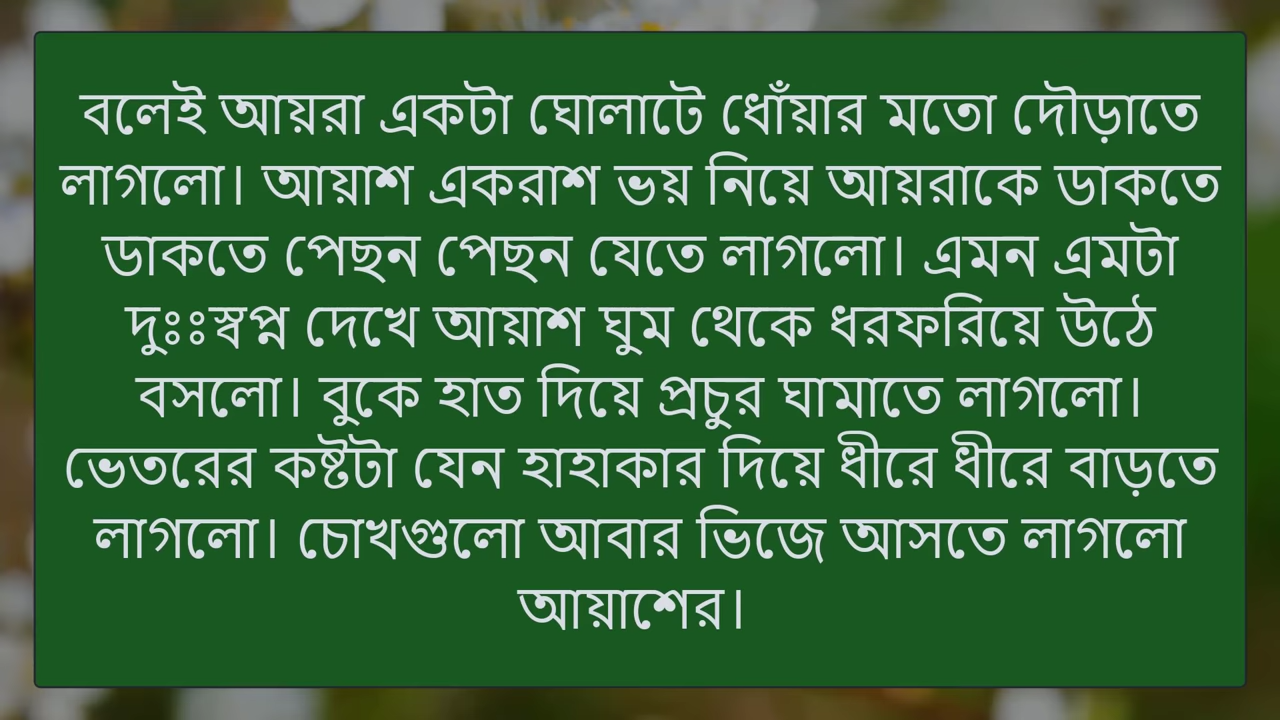 বলেই আয়রা একটা ঘোলাটে ধোঁয়ার মতো দৌড়াতে
লাগলো। আয়াশ একরাশ ভয় নিয়ে আয়রাকে ডাকতে
ডাকতে পেছন পেছন যেতে লাগলো। এমন এমটা
দুঃঃস্বপ্ন দেখে আয়াশ ঘুম থেকে ধরফরিয়ে উঠে
বসলো। বুকে হাত দিয়ে প্রচুর ঘামাতে লাগলো।
ভেতরের কষ্টটা যেন হাহাকার দিয়ে ধীরে ধীরে বাড়তে
লাগলো। চোখগুলো আবার ভিজে আসতে লাগলো
আয়াশের।